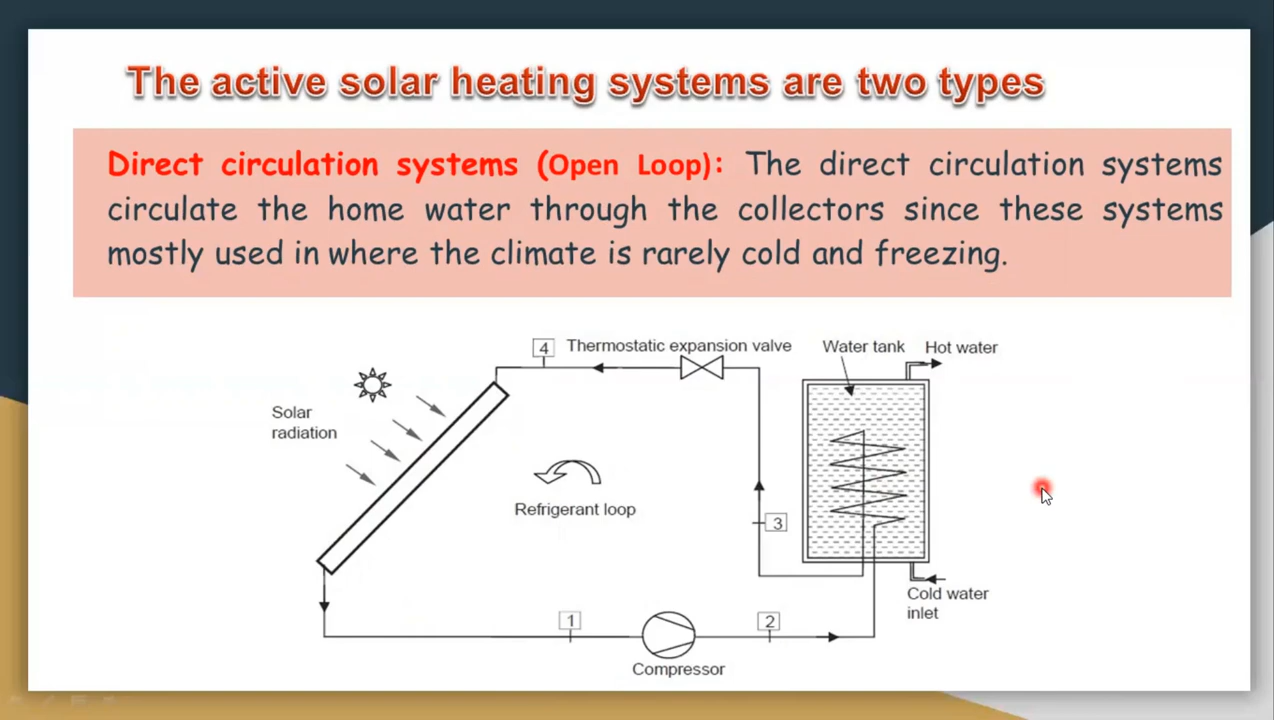 The active solar heating systems are two types
Direct circulation systems (Open Loop): The direct circulation systems
circulate the home water through the collectors since these systems
mostly used in where the climate is rarely cold and freezing.
4
Thermostatic expansion valve
Water tank
Hot water
Solar
radiation
Refrigerant loop
3
Cold water
inlet
1
2
Compressor